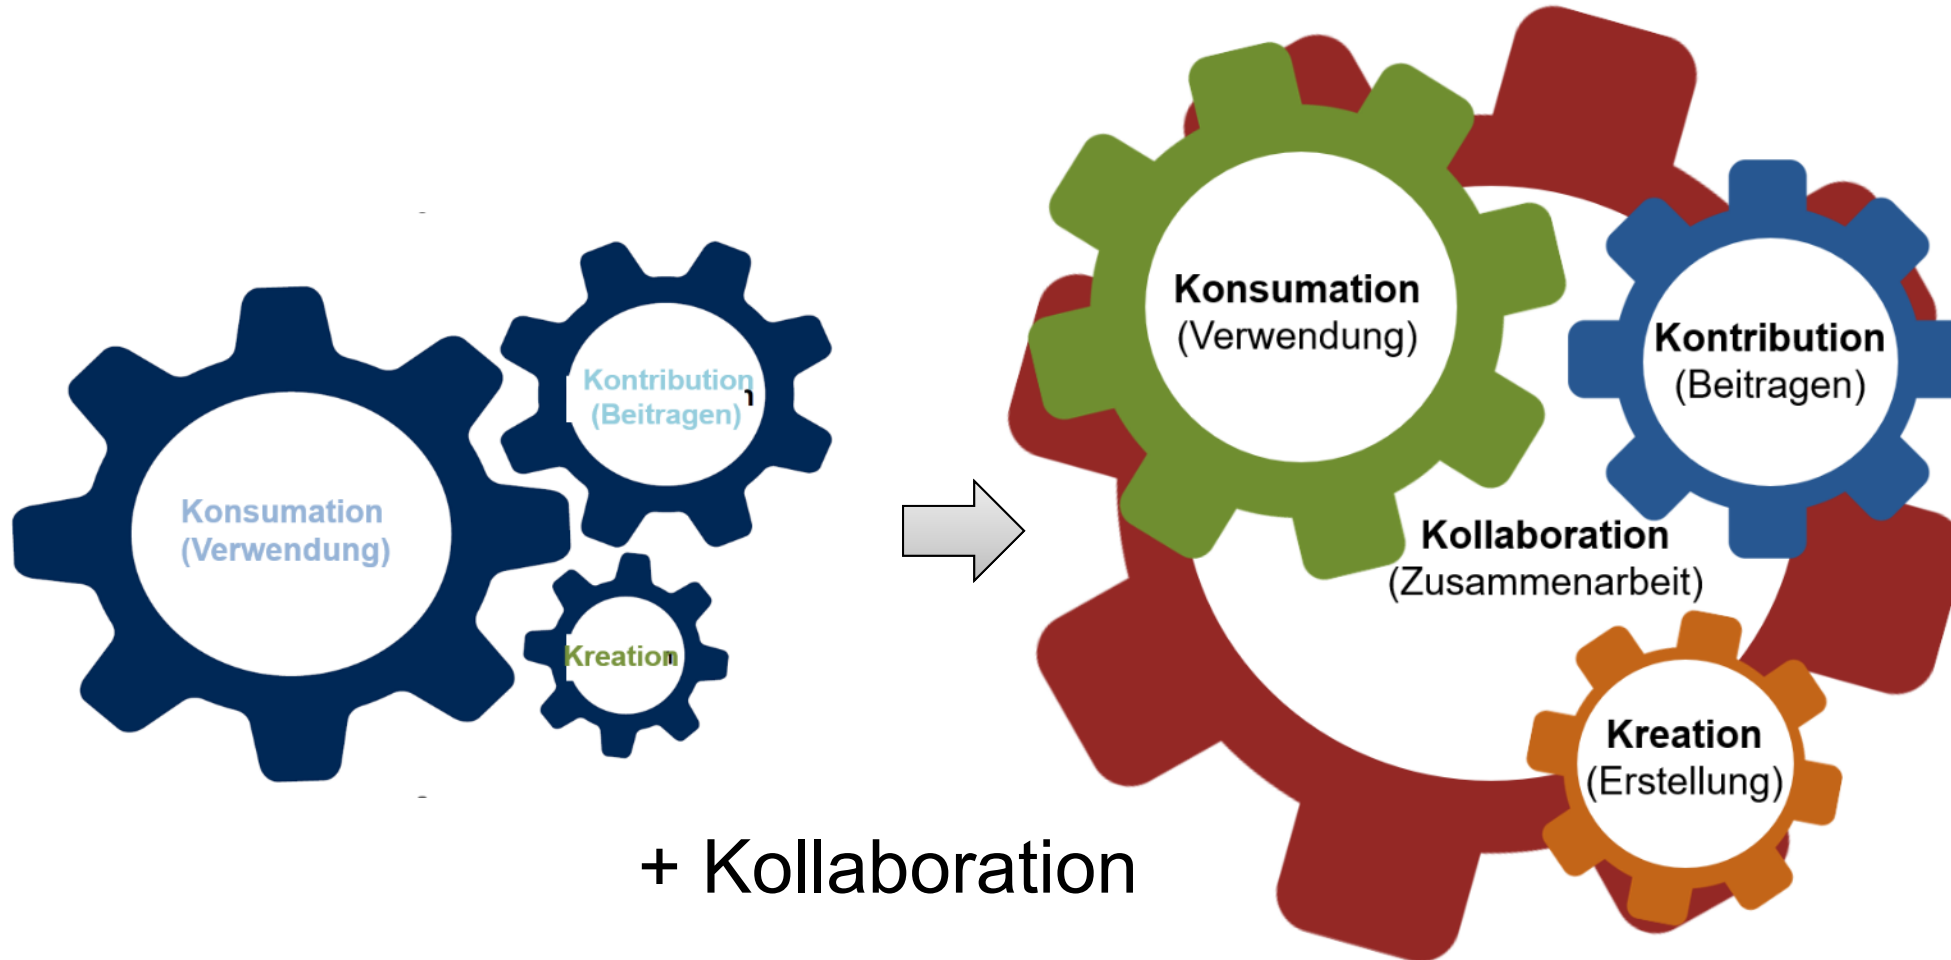 Konsumation
(Verwendung)
Kontribution
(Beitragen)
Kreation
+ Kollaboration
Konsumation
(Verwendung)
Kontribution
(Beitragen)
Kollaboration
(Zusammenarbeit)
Kreation
(Erstellung)